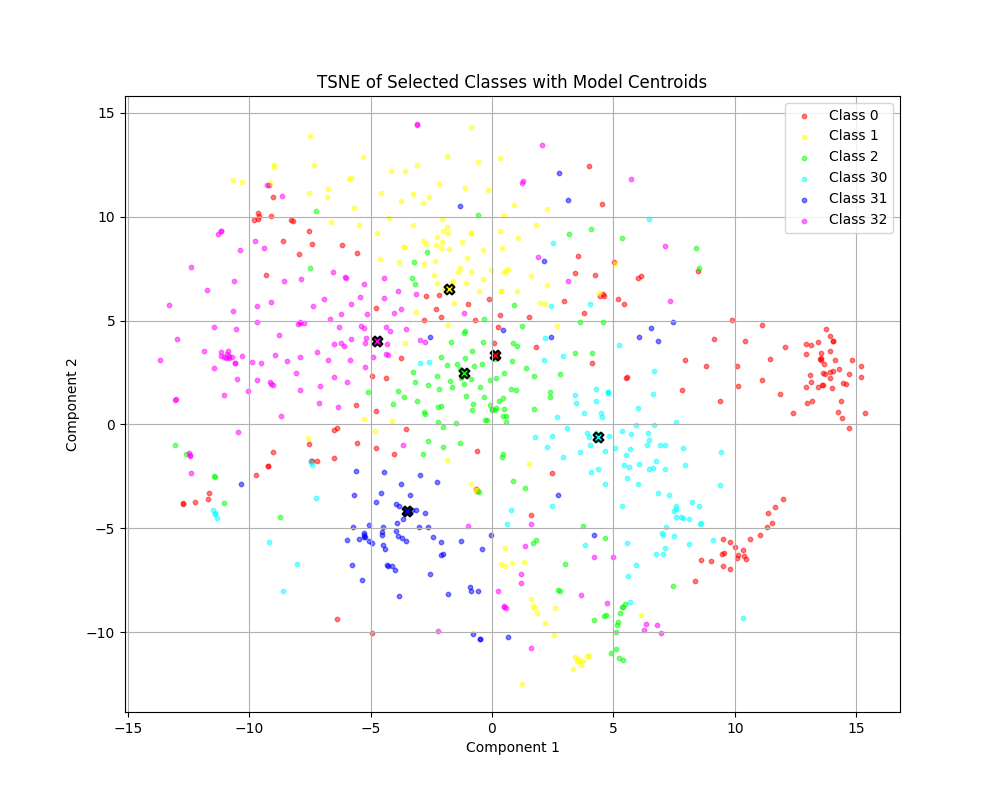 TSNE of Selected Classes with Model Centroids
Class 0
Class 1
Class 2
Class 30
Class 31
Class 32
15
10
5
0
−5
−10
Component 2
−15 −10 −5 0 5 10 15
Component 1